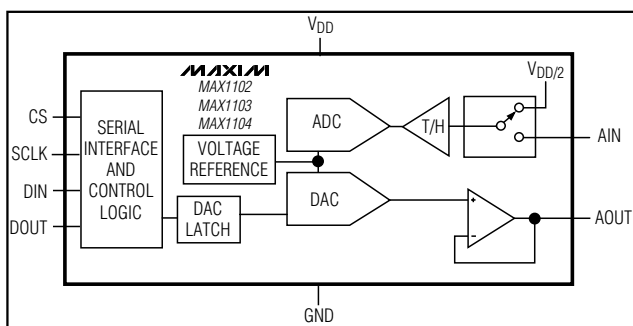 VDD
MAXIM
MAX1102
MAX1103
MAX1104
CS
SCLK
DIN
DOUT
SERIAL
INTERFACE
AND
CONTROL
LOGIC
VOLTAGE
REFERENCE
DAC
LATCH
ADC
DAC
T/H
VDD/2
+
-
AIN
AOUT
GND